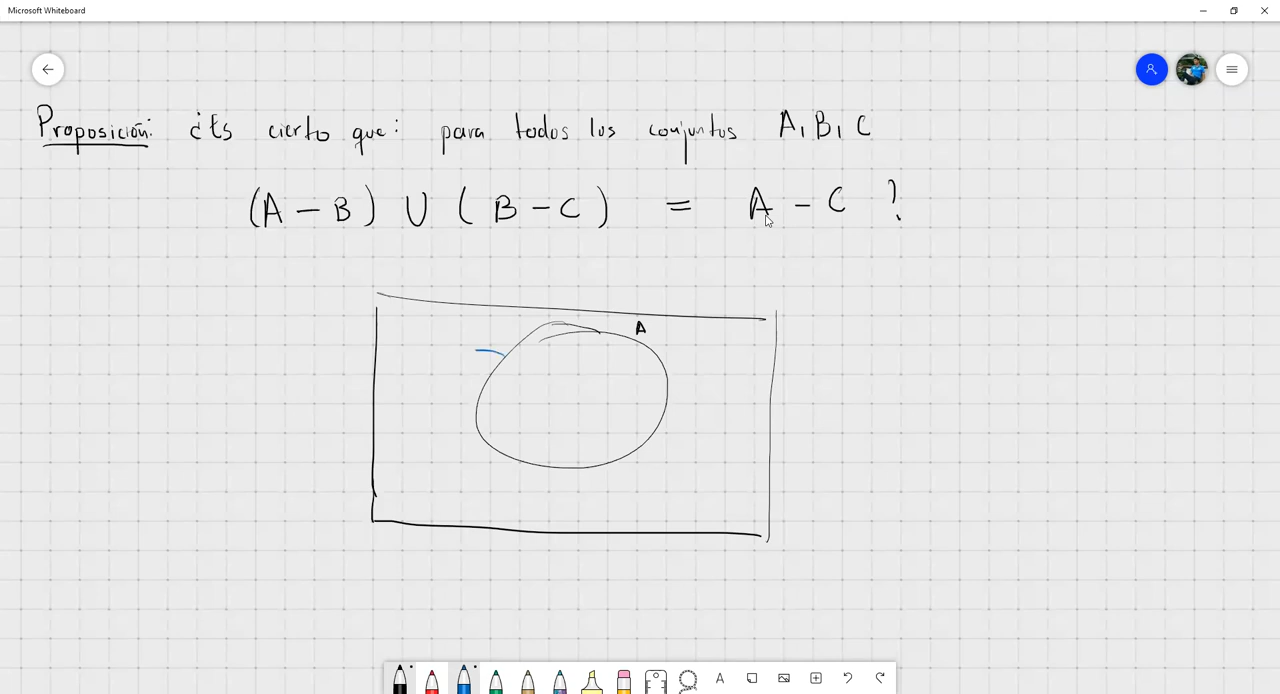 Microsoft Whiteboard
Proposición: ¿Es cierto que: para todos los conjuntos A, B, C
(A - B) ∪ (B - C) = A - C ?
A